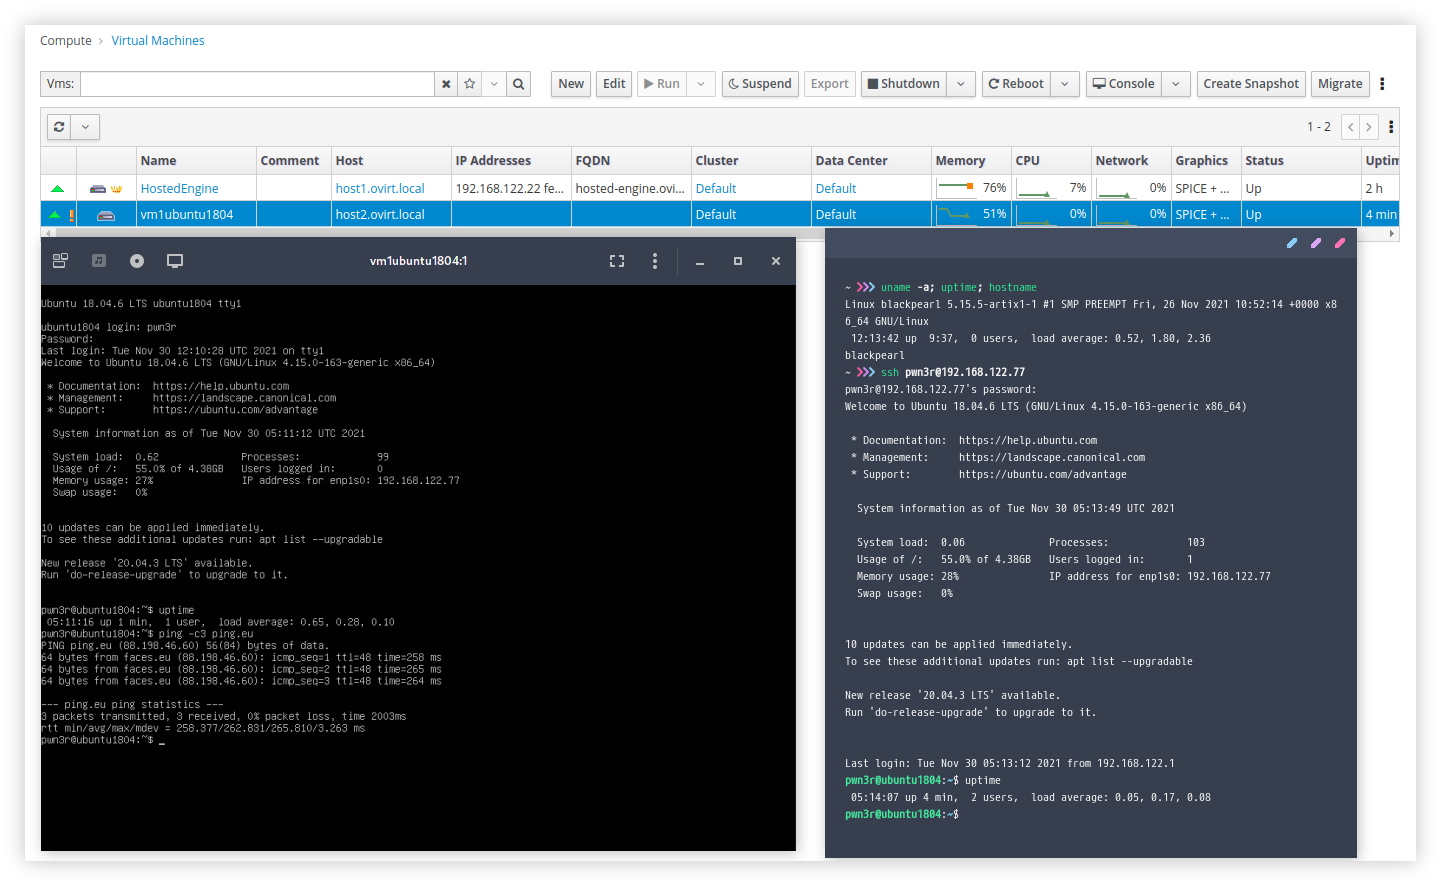 Compute › Virtual Machines
Vms:
New Edit Run Suspend Export Shutdown Reboot Console Create Snapshot Migrate
1 - 2
Name Comment Host IP Addresses FQDN Cluster Data Center Memory CPU Network Graphics Status Uptim
HostedEngine host1.ovirt.local 192.168.122.22 fe... hosted-engine.ovi... Default Default 76% 7% 0% SPICE + ... Up 2 h
vm1ubuntu1804 host2.ovirt.local Default Default 51% 0% 0% SPICE + ... Up 4 min
vm1ubuntu1804:1
Ubuntu 18.04.6 LTS ubuntu1804 tty1
ubuntu1804 login: pwn3r
Password:
Last login: Tue Nov 30 12:10:28 UTC 2021 on tty1
Welcome to Ubuntu 18.04.6 LTS (GNU/Linux 4.15.0-163-generic x86_64)
* Documentation:  https://help.ubuntu.com
* Management:     https://landscape.canonical.com
* Support:        https://ubuntu.com/advantage
System information as of Tue Nov 30 05:11:12 UTC 2021
System load:  0.62              Processes:             99
Usage of /:   55.0% of 4.38GB   Users logged in:       0
Memory usage: 27%               IP address for enp1s0: 192.168.122.77
Swap usage:   0%
10 updates can be applied immediately.
To see these additional updates run: apt list --upgradable
New release '20.04.3 LTS' available.
Run 'do-release-upgrade' to upgrade to it.
pwn3r@ubuntu1804:~$ uptime
05:11:16 up 1 min,  1 user,  load average: 0.65, 0.28, 0.10
pwn3r@ubuntu1804:~$ ping -c3 ping.eu
PING ping.eu (88.198.46.60) 56(84) bytes of data.
64 bytes from faces.eu (88.198.46.60): icmp_seq=1 ttl=48 time=258 ms
64 bytes from faces.eu (88.198.46.60): icmp_seq=2 ttl=48 time=265 ms
64 bytes from faces.eu (88.198.46.60): icmp_seq=3 ttl=48 time=264 ms
--- ping.eu ping statistics ---
3 packets transmitted, 3 received, 0% packet loss, time 2003ms
rtt min/avg/max/mdev = 258.377/262.831/265.810/3.263 ms
pwn3r@ubuntu1804:~$ _
~ ❯❯❯ uname -a; uptime; hostname
Linux blackpearl 5.15.5-artix1-1 #1 SMP PREEMPT Fri, 26 Nov 2021 10:52:14 +0000 x8
6_64 GNU/Linux
12:13:42 up  9:37,  0 users,  load average: 0.52, 1.80, 2.36
blackpearl
~ ❯❯❯ ssh pwn3r@192.168.122.77
pwn3r@192.168.122.77's password:
Welcome to Ubuntu 18.04.6 LTS (GNU/Linux 4.15.0-163-generic x86_64)
* Documentation:  https://help.ubuntu.com
* Management:     https://landscape.canonical.com
* Support:        https://ubuntu.com/advantage
System information as of Tue Nov 30 05:13:49 UTC 2021
System load:  0.06              Processes:             103
Usage of /:   55.0% of 4.38GB   Users logged in:       1
Memory usage: 28%               IP address for enp1s0: 192.168.122.77
Swap usage:   0%
10 updates can be applied immediately.
To see these additional updates run: apt list --upgradable
New release '20.04.3 LTS' available.
Run 'do-release-upgrade' to upgrade to it.
Last login: Tue Nov 30 05:13:12 2021 from 192.168.122.1
pwn3r@ubuntu1804:~$ uptime
05:14:07 up 4 min,  2 users,  load average: 0.05, 0.17, 0.08
pwn3r@ubuntu1804:~$